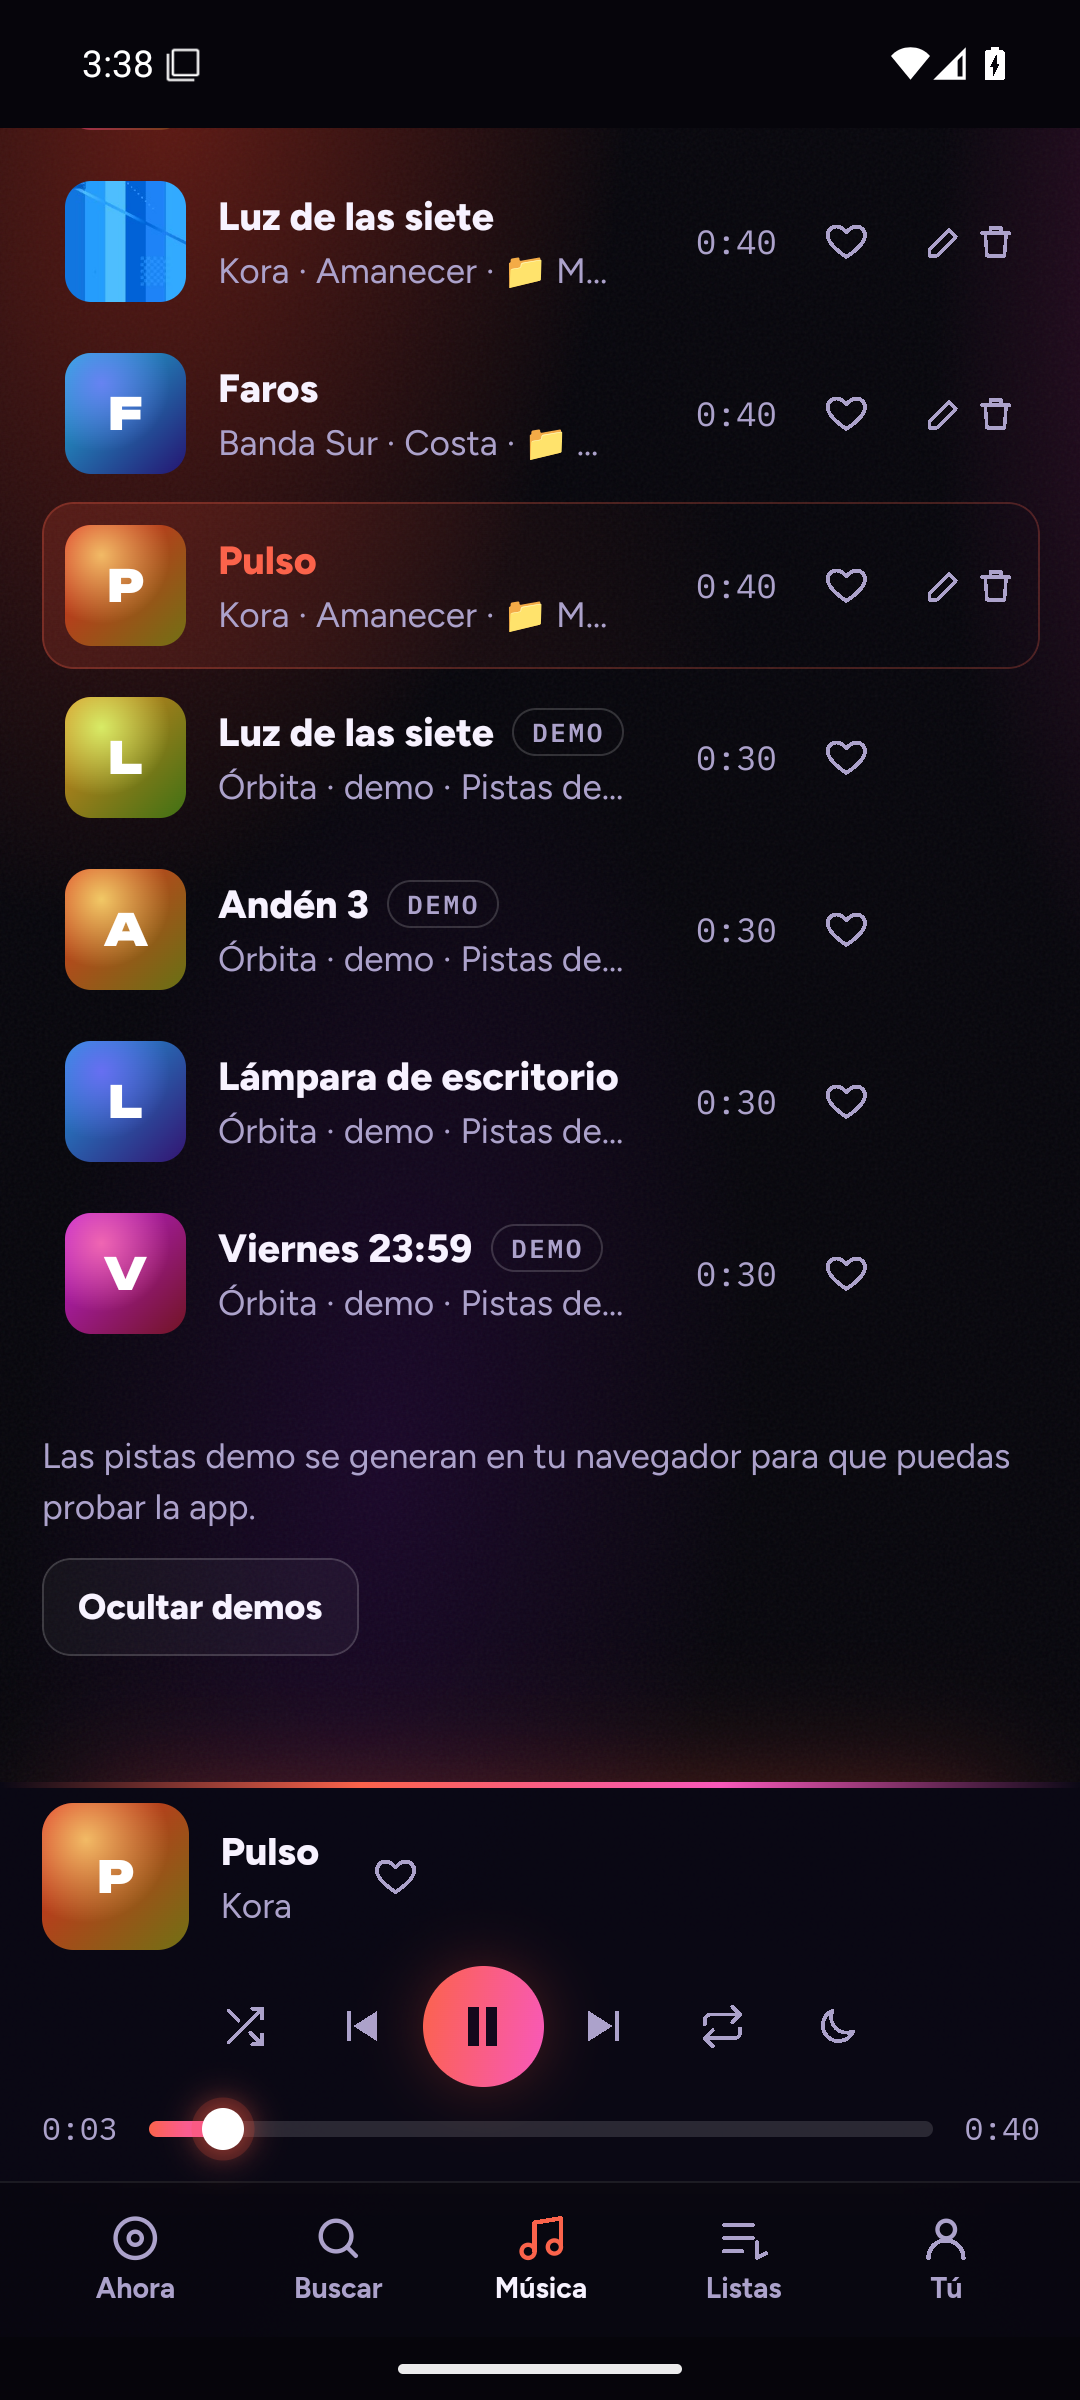 3:38
Luz de las siete
Kora · Amanecer · 📁 M...
0:40
F
Faros
Banda Sur · Costa · 📁 ...
0:40
P
Pulso
Kora · Amanecer · 📁 M...
0:40
L
Luz de las siete DEMO
Órbita · demo · Pistas de...
0:30
A
Andén 3 DEMO
Órbita · demo · Pistas de...
0:30
L
Lámpara de escritorio
Órbita · demo · Pistas de...
0:30
V
Viernes 23:59 DEMO
Órbita · demo · Pistas de...
0:30
Las pistas demo se generan en tu navegador para que puedas
probar la app.
Ocultar demos
P
Pulso
Kora
0:03
0:40
Ahora
Buscar
Música
Listas
Tú